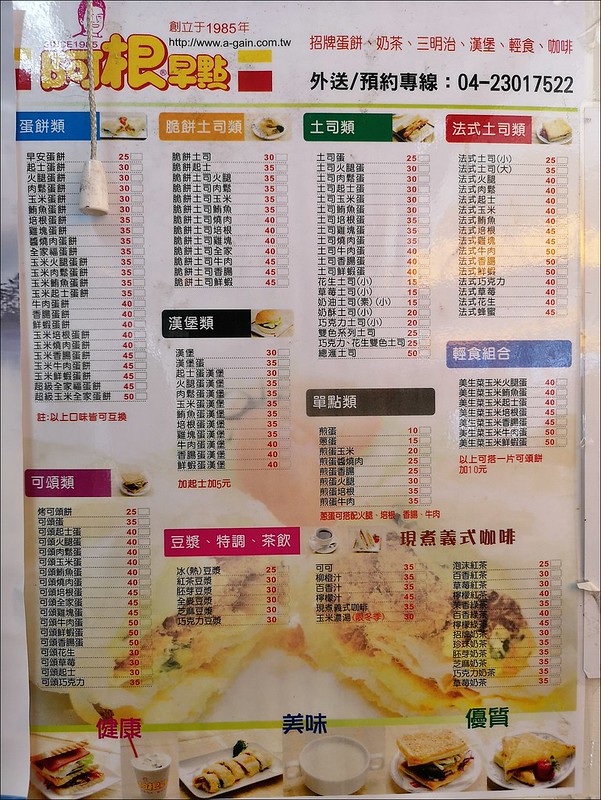 SINCE1985
阿根®早點
創立于1985年
http://www.a-gain.com.tw
招牌蛋餅、奶茶、三明治、漢堡、輕食、咖啡
外送/預約專線：04-23017522
蛋餅類
早安蛋餅 25
起士蛋餅 30
火腿蛋餅 30
肉鬆蛋餅 30
玉米蛋餅 30
鮪魚蛋餅 30
培根蛋餅 35
雞塊蛋餅 35
醬燒肉蛋餅 35
全家福蛋餅 35
玉米火腿蛋餅 35
玉米肉鬆蛋餅 35
玉米鮪魚蛋餅 35
玉米起士蛋餅 35
牛肉蛋餅 40
香腸蛋餅 40
鮮蝦蛋餅 40
玉米培根蛋餅 40
玉米燒肉蛋餅 40
玉米香腸蛋餅 45
玉米牛肉蛋餅 45
玉米鮮蝦蛋餅 45
超級全家福蛋餅 45
超級玉米全家蛋餅 50
註:以上口味皆可互換
可頌類
烤可頌餅 25
可頌蛋 35
可頌起士蛋 40
可頌火腿蛋 40
可頌肉鬆蛋 40
可頌玉米蛋 40
可頌鮪魚蛋 40
可頌燒肉蛋 40
可頌培根蛋 45
可頌全家蛋 45
可頌雞塊蛋 45
可頌牛肉蛋 50
可頌鮮蝦蛋 50
可頌香腸蛋 50
可頌花生 30
可頌草莓 30
可頌起士 30
可頌巧克力 35
脆餅土司類
脆餅土司 30
脆餅起士 30
脆餅土司火腿 35
脆餅土司肉鬆 35
脆餅土司玉米 35
脆餅土司鮪魚 35
脆餅土司燒肉 40
脆餅土司培根 40
脆餅土司雞塊 40
脆餅土司全家 40
脆餅土司牛肉 45
脆餅土司香腸 45
脆餅土司鮮蝦 45
漢堡類
漢堡 30
漢堡蛋 30
起士蛋漢堡 35
火腿蛋漢堡 35
肉鬆蛋漢堡 35
玉米蛋漢堡 35
鮪魚蛋漢堡 35
培根蛋漢堡 35
雞塊蛋漢堡 35
燒肉蛋漢堡 35
牛肉蛋漢堡 40
香腸蛋漢堡 40
鮮蝦蛋漢堡 40
加起士加5元
豆漿、特調、茶飲
冰(熱)豆漿 25
紅茶豆漿 30
胚芽豆漿 30
全麥豆漿 30
芝麻豆漿 30
巧克力豆漿 30
土司類
土司蛋 25
土司火腿蛋 30
土司肉鬆蛋 30
土司起士蛋 30
土司玉米蛋 30
土司鮪魚蛋 30
土司培根蛋 35
土司雞塊蛋 35
土司燒肉蛋 35
土司牛肉蛋 40
土司香腸蛋 40
土司鮮蝦蛋 40
花生土司(小) 15
草莓土司(小) 15
奶油土司(素)(小) 15
奶酥土司(小) 20
巧克力土司(小) 20
雙色系列土司 25
巧克力、花生雙色土司 25
總滙土司 50
單點類
煎蛋 10
蔥蛋 15
煎蛋玉米 20
煎蛋醬燒肉 25
煎蛋香腸 25
煎蛋火腿 30
煎蛋培根 35
煎蛋牛肉 35
蔥蛋可搭配火腿、培根、香腸、牛肉
法式土司類
法式土司(小) 25
法式土司(大) 35
法式火腿 40
法式肉鬆 40
法式起士 40
法式玉米 40
法式鮪魚 40
法式培根 45
法式雞塊 45
法式牛肉 50
法式香腸 50
法式鮮蝦 50
法式巧克力 40
法式草莓 40
法式花生 40
法式蜂蜜 45
輕食組合
美生菜玉米火腿蛋 40
美生菜玉米鮪魚蛋 40
美生菜玉米起士蛋 40
美生菜玉米培根蛋 45
美生菜玉米香腸蛋 45
美生菜玉米牛肉蛋 50
美生菜玉米鮮蝦蛋 50
以上可搭一片可頌餅
加10元
現煮義式咖啡
可可 35
柳橙汁 35
百香汁 35
檸檬汁 45
現煮義式咖啡 35
玉米濃湯(限冬季) 30
泡沫紅茶 25
百香紅茶 30
草莓紅茶 30
檸檬紅茶 40
百香綠茶
檸檬綠茶
招牌奶茶
珍珠奶茶 35
胚芽奶茶 35
芝麻奶茶 35
巧克力奶茶 35
草莓奶茶 35
健康
美味
優質